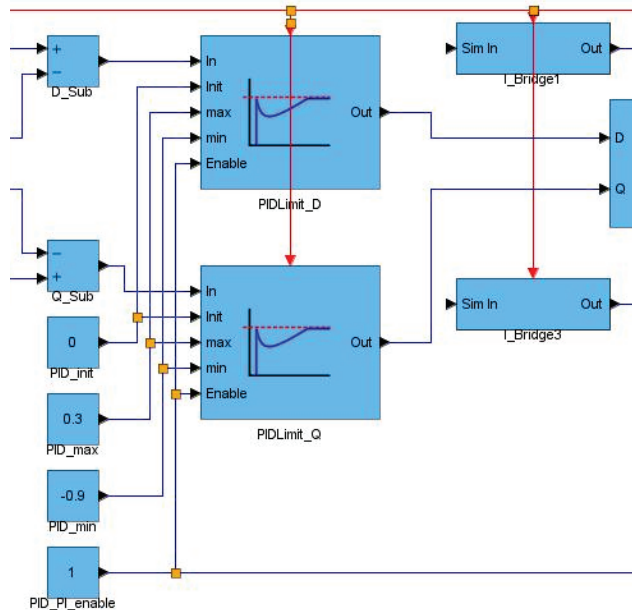 +
−
D_Sub
In
Init
max
min
Enable
Out
PIDLimit_D
Sim In
Out
I_Bridge1
D
Q
−
+
Q_Sub
In
Init
max
min
Enable
Out
PIDLimit_Q
Sim In
Out
I_Bridge3
0
PID_init
0.3
PID_max
-0.9
PID_min
1
PID_PI_enable